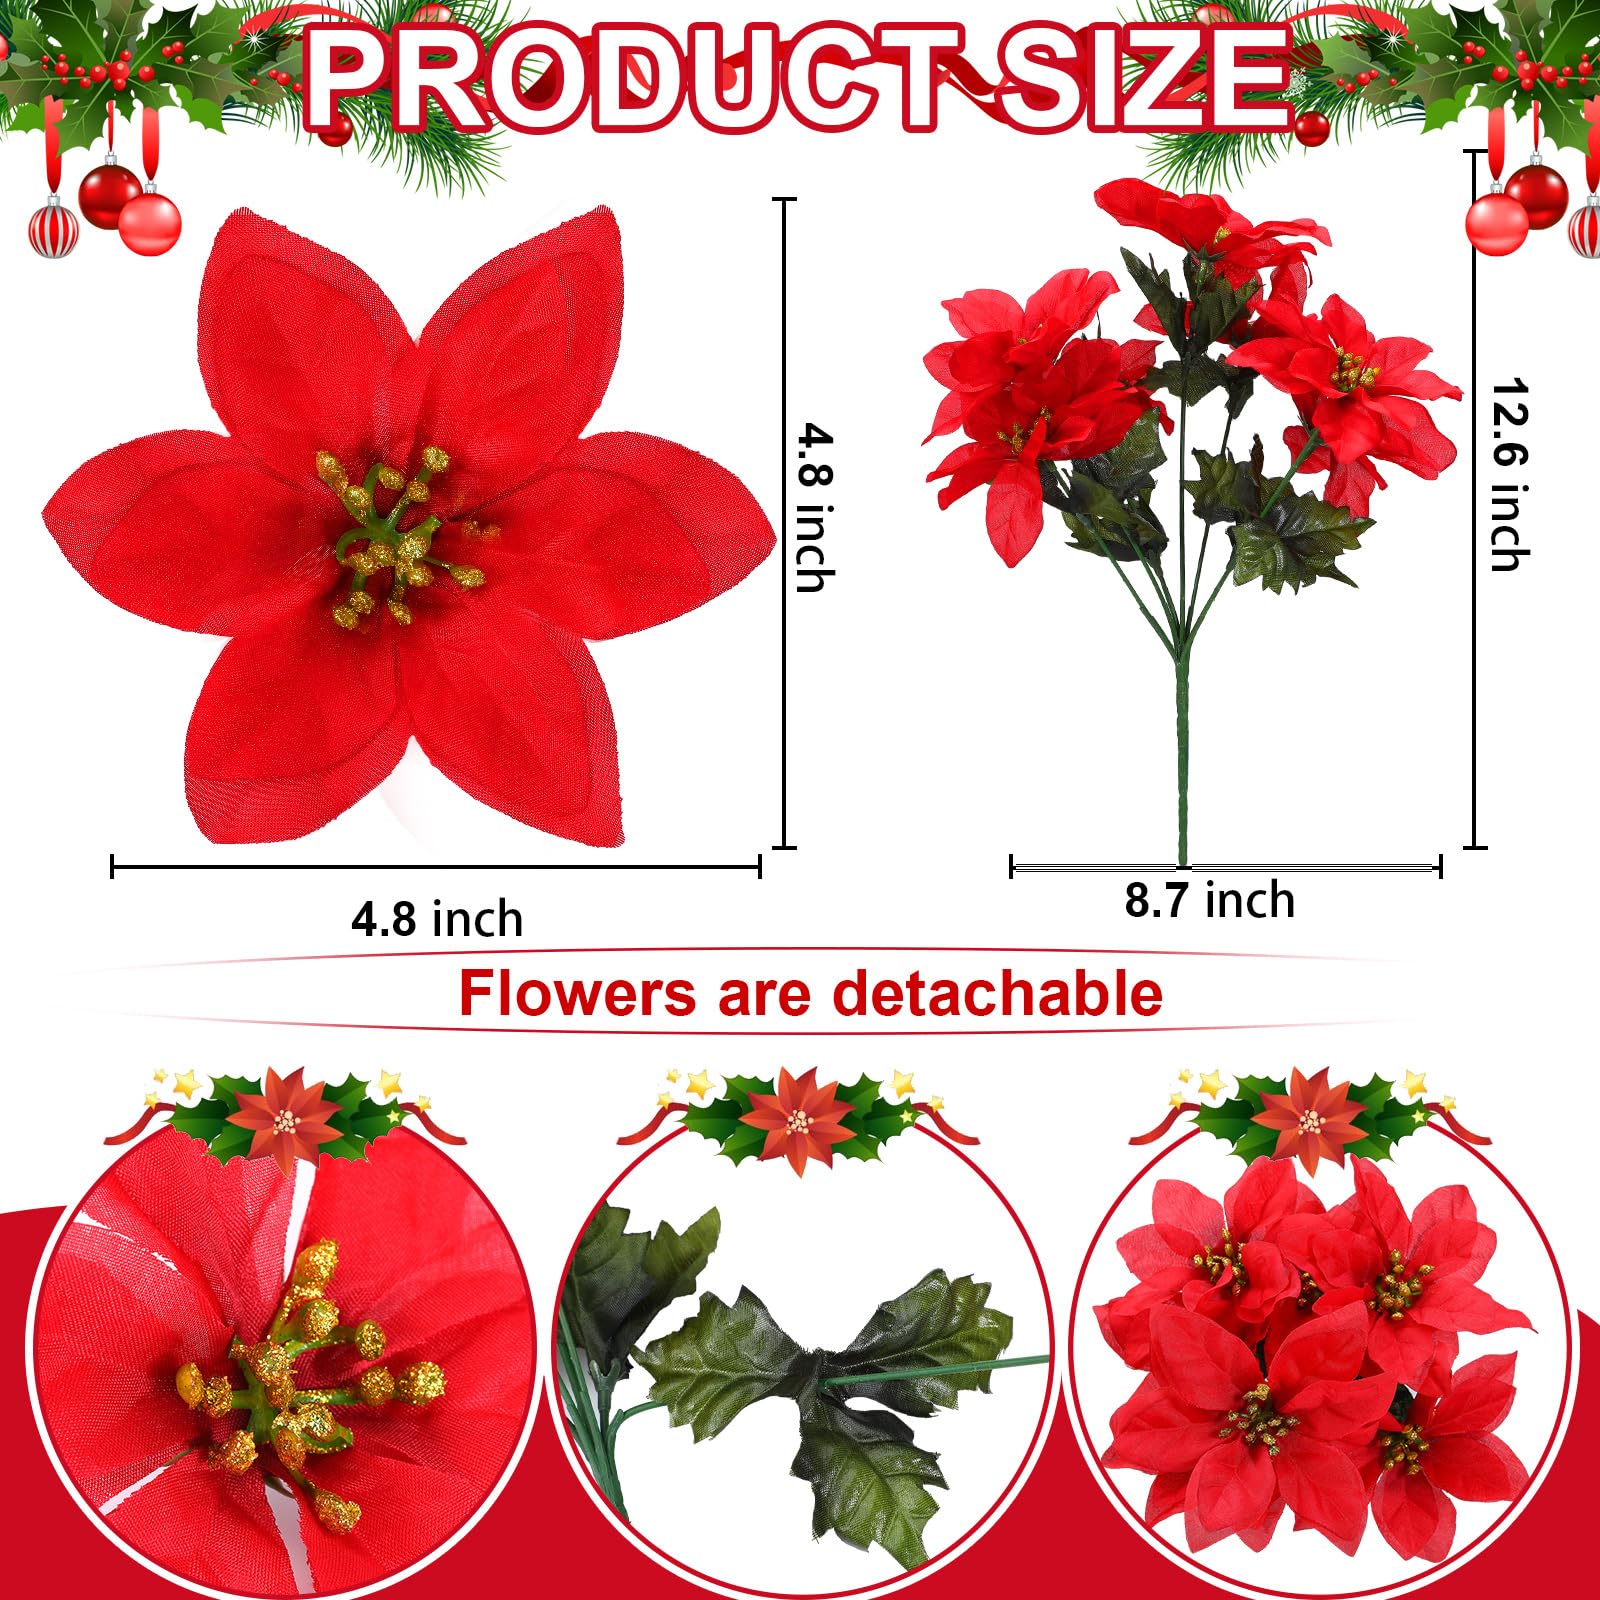 PRODUCT SIZE
4.8 inch
12.6 inch
4.8 inch
8.7 inch
Flowers are detachable